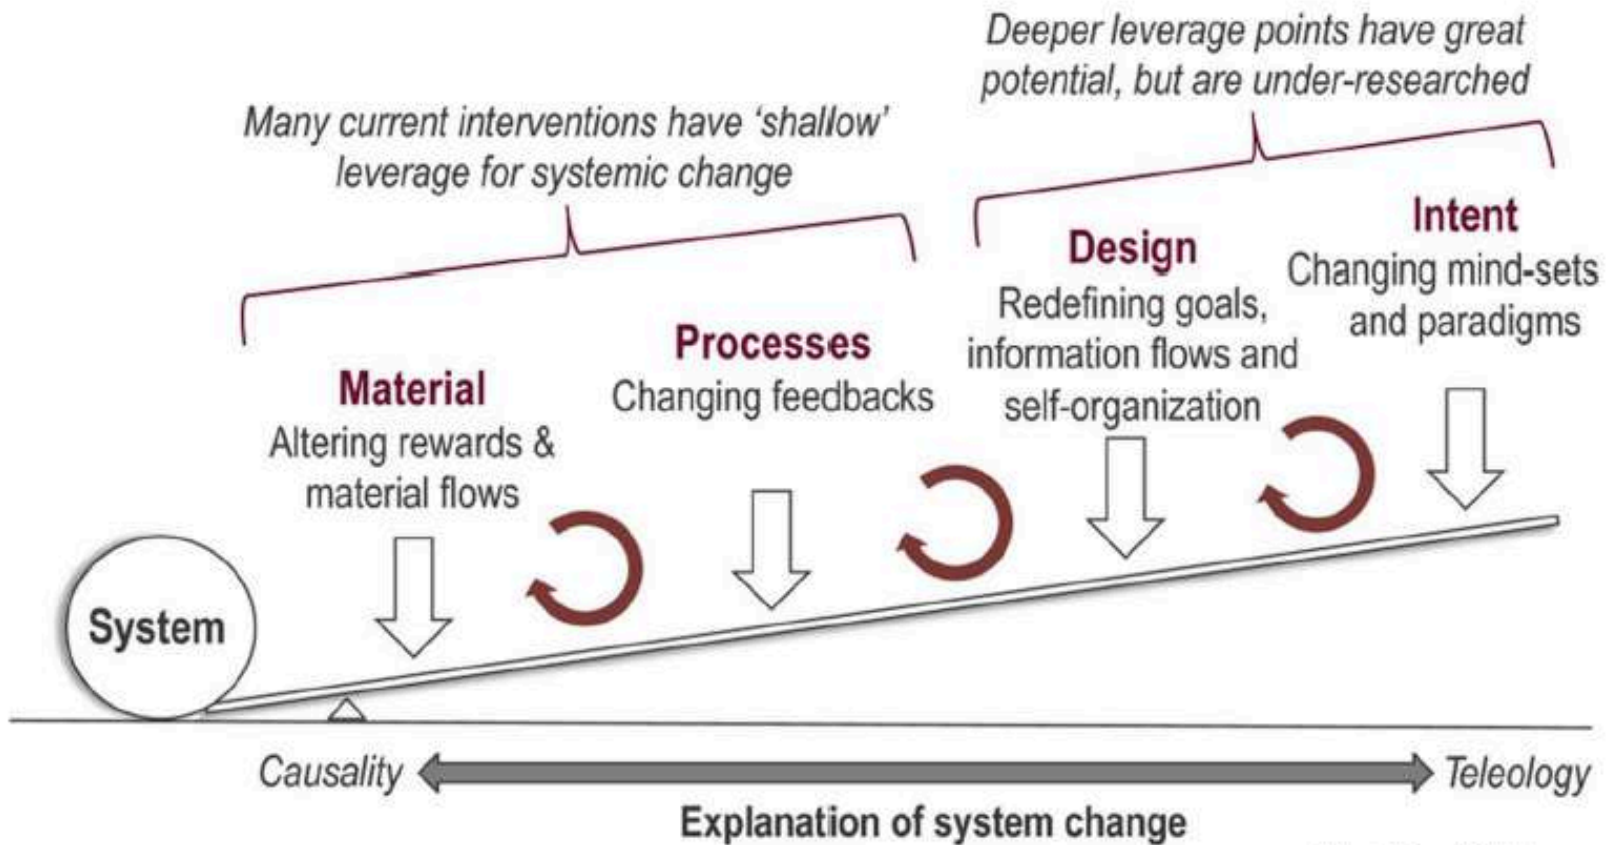 Deeper leverage points have great
potential, but are under-researched
Many current interventions have ‘shallow’
leverage for systemic change
Material
Altering rewards &
material flows
Processes
Changing feedbacks
Design
Redefining goals,
information flows and
self-organization
Intent
Changing mind-sets
and paradigms
System
Causality
Teleology
Explanation of system change